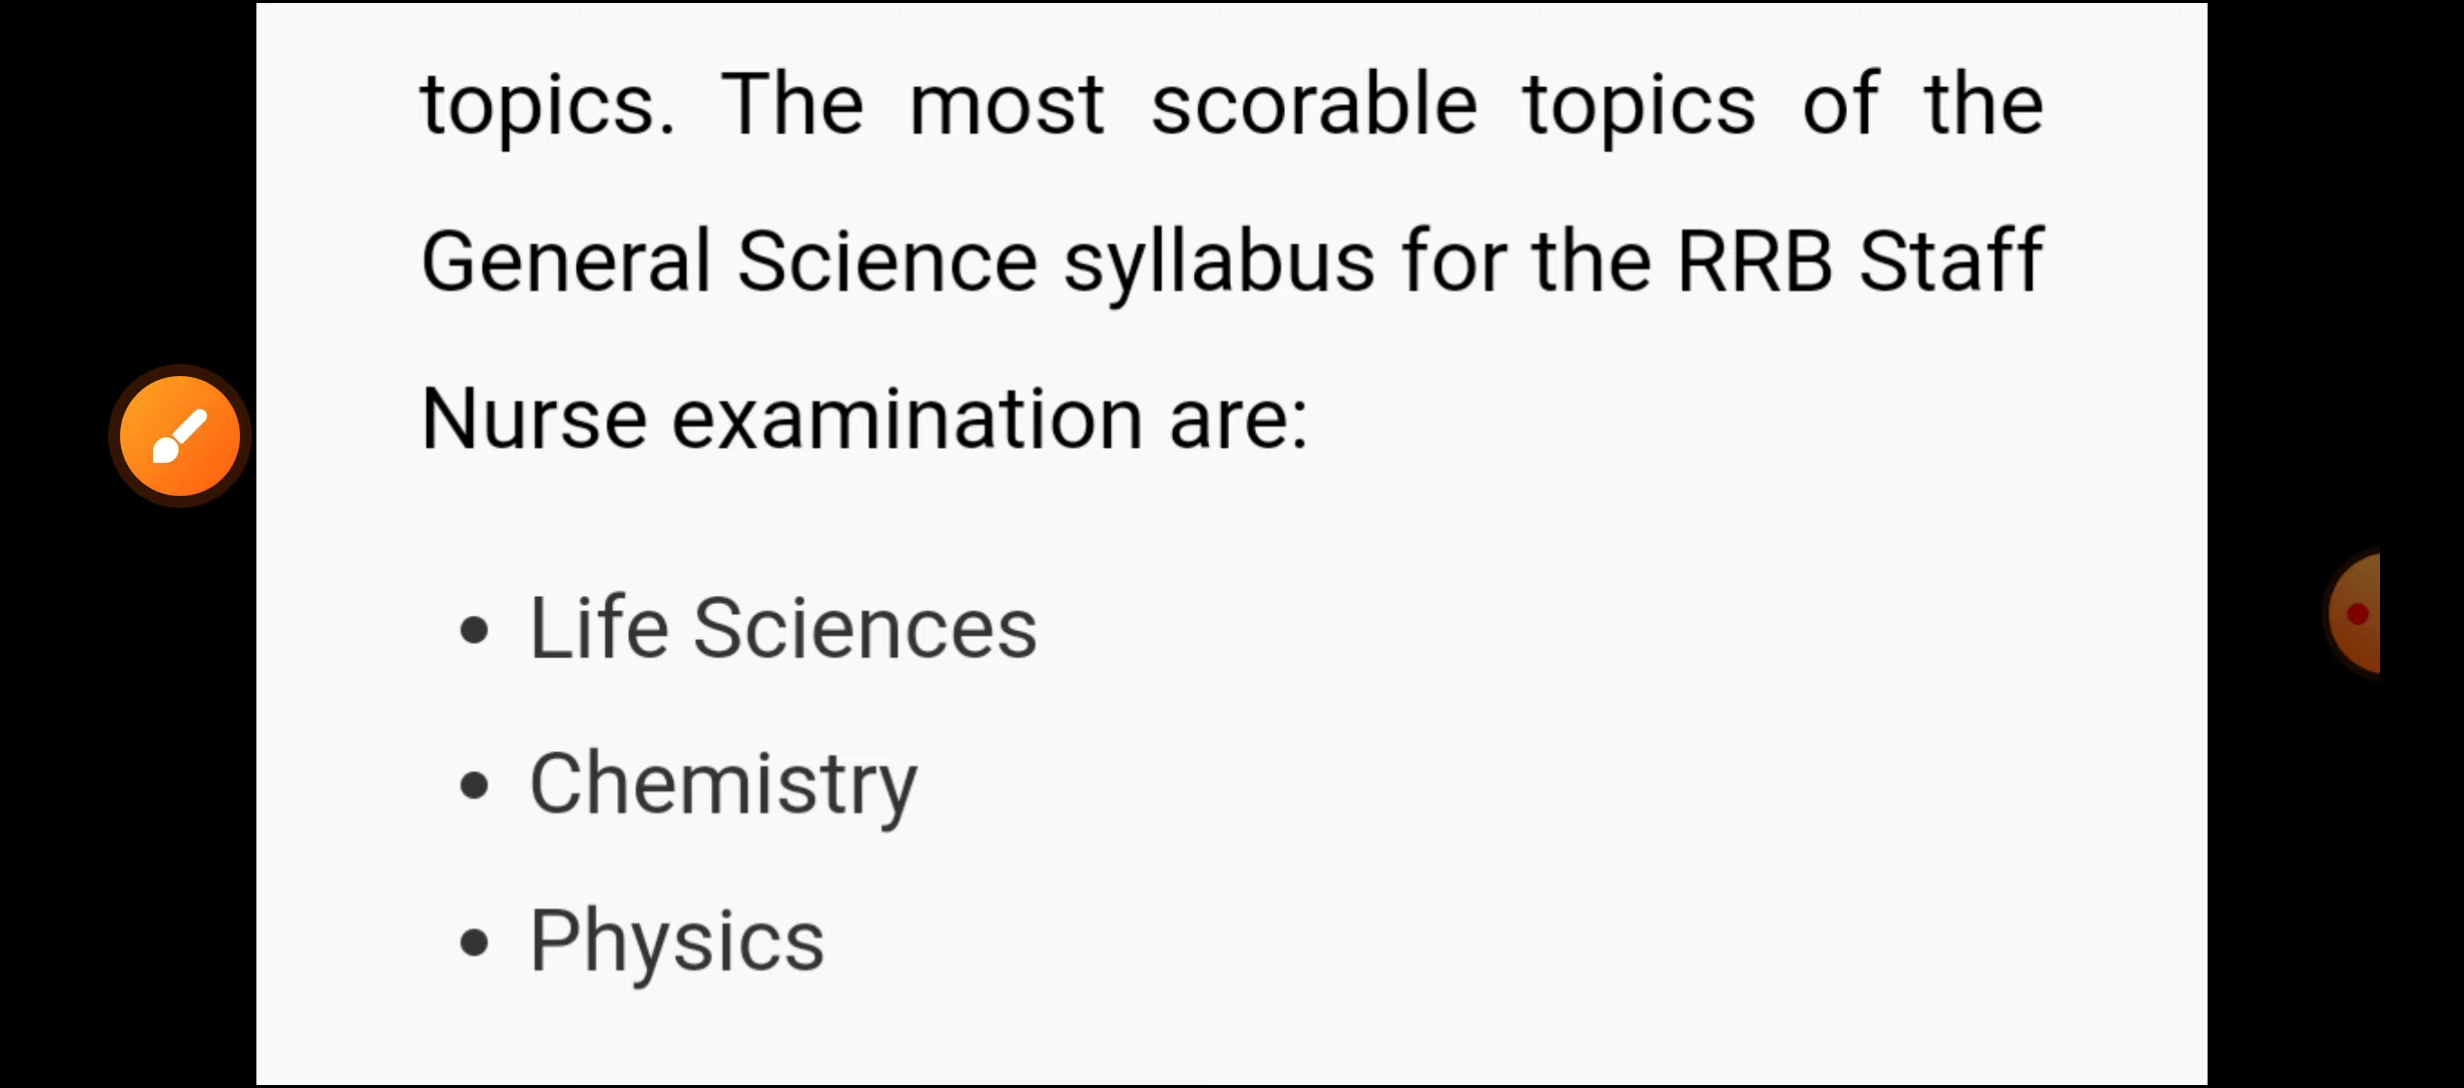 topics. The most scorable topics of the
General Science syllabus for the RRB Staff
Nurse examination are:
• Life Sciences
• Chemistry
• Physics